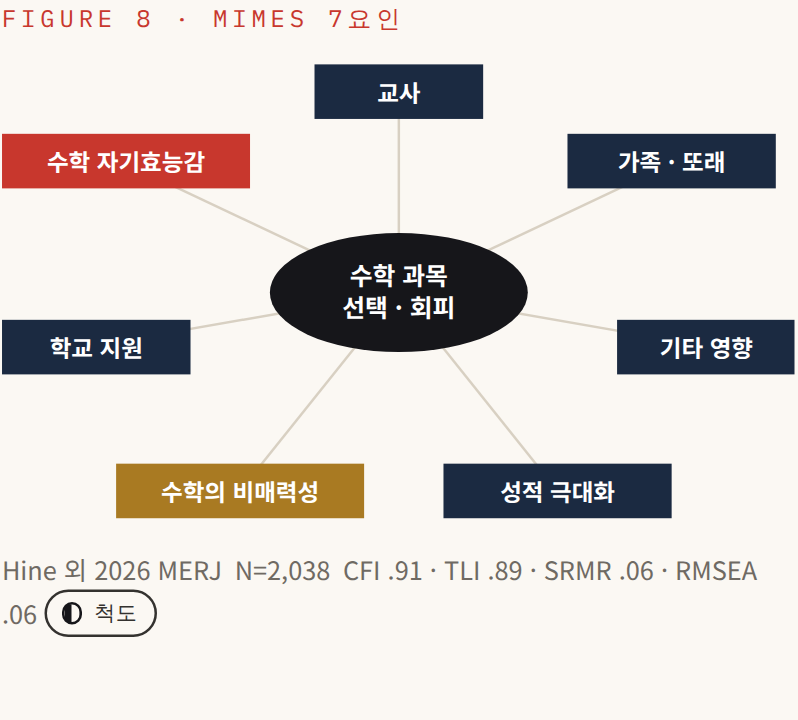 FIGURE 8 · MIMES 7요인
교사
수학 자기효능감
가족 · 또래
수학 과목
선택 · 회피
학교 지원
기타 영향
수학의 비매력성
성적 극대화
Hine 외 2026 MERJ N=2,038 CFI .91 · TLI .89 · SRMR .06 · RMSEA
.06 척도